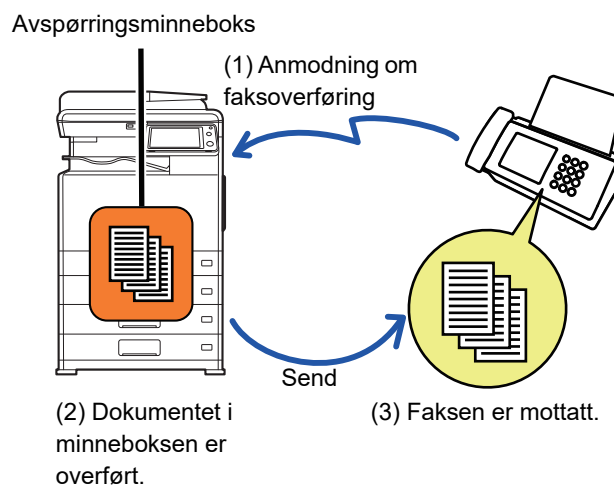 Avspørringsminneboks
(1) Anmodning om
faksoverføring
Send
(2) Dokumentet i
minneboksen er
overført.
(3) Faksen er mottatt.